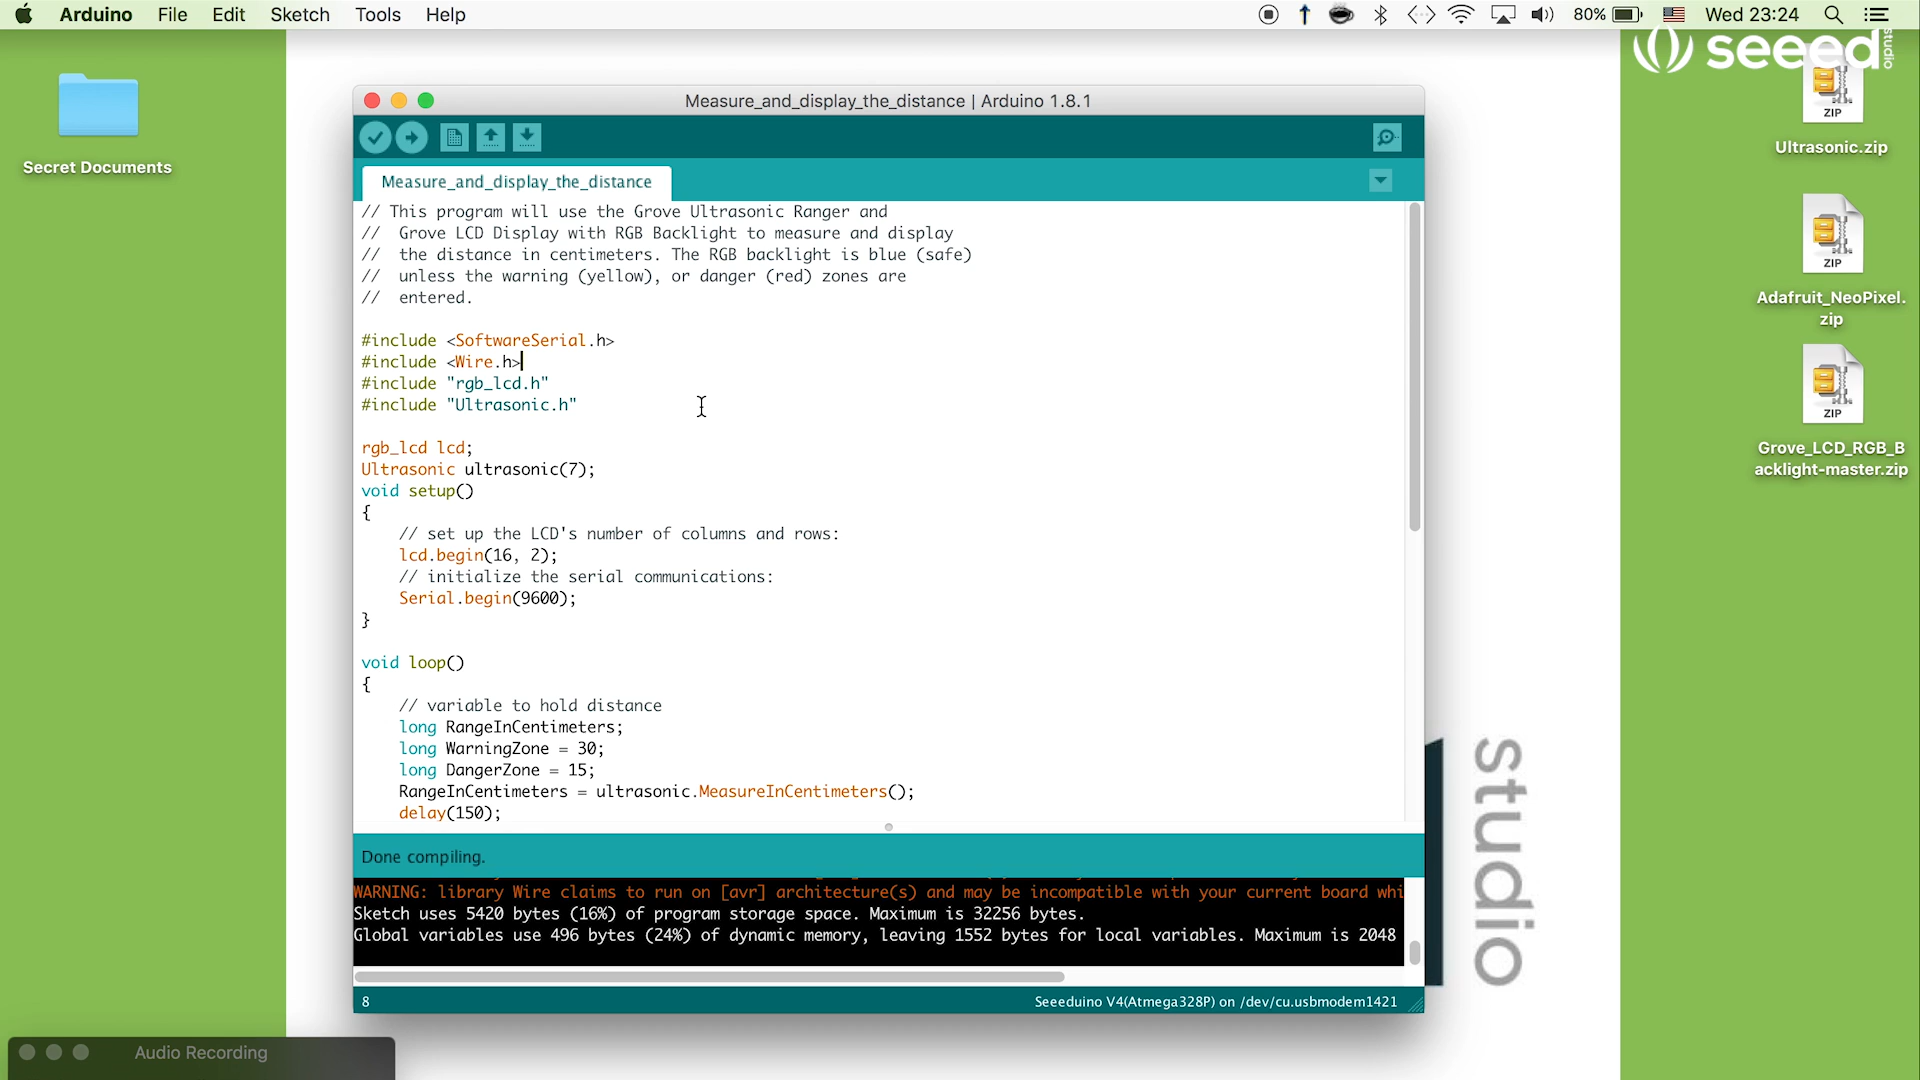 Arduino File Edit Sketch Tools Help
80% Wed 23:24
seeed studio
Secret Documents
ZIP
Ultrasonic.zip
ZIP
Adafruit_NeoPixel.
zip
ZIP
Grove_LCD_RGB_B
acklight-master.zip
Measure_and_display_the_distance | Arduino 1.8.1
Measure_and_display_the_distance
// This program will use the Grove Ultrasonic Ranger and
//  Grove LCD Display with RGB Backlight to measure and display
//  the distance in centimeters. The RGB backlight is blue (safe)
//  unless the warning (yellow), or danger (red) zones are
//  entered.
#include <SoftwareSerial.h>
#include <Wire.h>
#include "rgb_lcd.h"
#include "Ultrasonic.h"
rgb_lcd lcd;
Ultrasonic ultrasonic(7);
void setup()
{
    // set up the LCD's number of columns and rows:
    lcd.begin(16, 2);
    // initialize the serial communications:
    Serial.begin(9600);
}
void loop()
{
    // variable to hold distance
    long RangeInCentimeters;
    long WarningZone = 30;
    long DangerZone = 15;
    RangeInCentimeters = ultrasonic.MeasureInCentimeters();
    delay(150);
Done compiling.
WARNING: library Wire claims to run on [avr] architecture(s) and may be incompatible with your current board whi
Sketch uses 5420 bytes (16%) of program storage space. Maximum is 32256 bytes.
Global variables use 496 bytes (24%) of dynamic memory, leaving 1552 bytes for local variables. Maximum is 2048
8
Seeeduino V4(Atmega328P) on /dev/cu.usbmodem1421
studio
Audio Recording